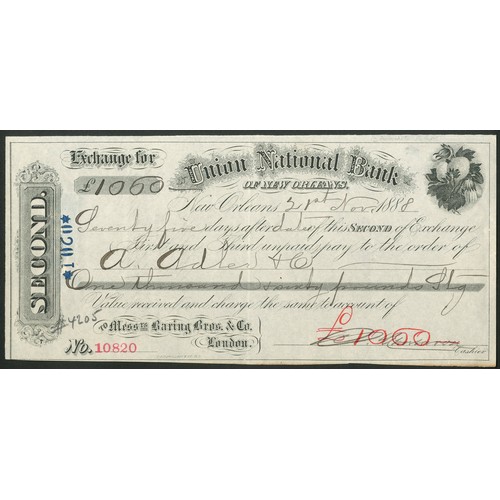 SECOND.
*0201*
#4205
Exchange for
£1060
Union National Bank
OF NEW ORLEANS.
New Orleans 21st Nov. 1888
Seventy five days after date of this SECOND of Exchange
First and Third unpaid, pay to the order of
A. Adler & Co
One thousand sixty pounds Stg
Value received and charge the same to account of
To Messrs Baring Bros. & Co.
London.
£1060
No. 10820
Cashier